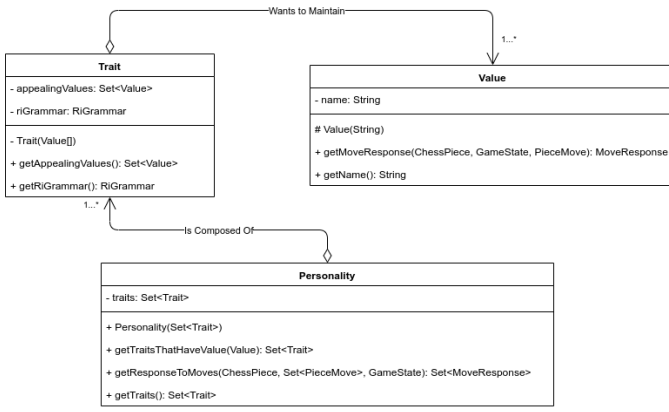 Wants to Maintain
1...*
Trait
- appealingValues: Set<Value>
- riGrammar: RiGrammar
- Trait(Value[])
+ getAppealingValues(): Set<Value>
+ getRiGrammar(): RiGrammar
Value
- name: String
# Value(String)
+ getMoveResponse(ChessPiece, GameState, PieceMove): MoveResponse
+ getName(): String
1...*
Is Composed Of
Personality
- traits: Set<Trait>
+ Personality(Set<Trait>)
+ getTraitsThatHaveValue(Value): Set<Trait>
+ getResponseToMoves(ChessPiece, Set<PieceMove>, GameState): Set<MoveResponse>
+ getTraits(): Set<Trait>